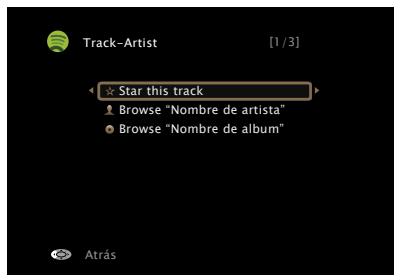 Track-Artist [1/3]
☆ Star this track
Browse “Nombre de artista”
Browse “Nombre de album”
Atrás